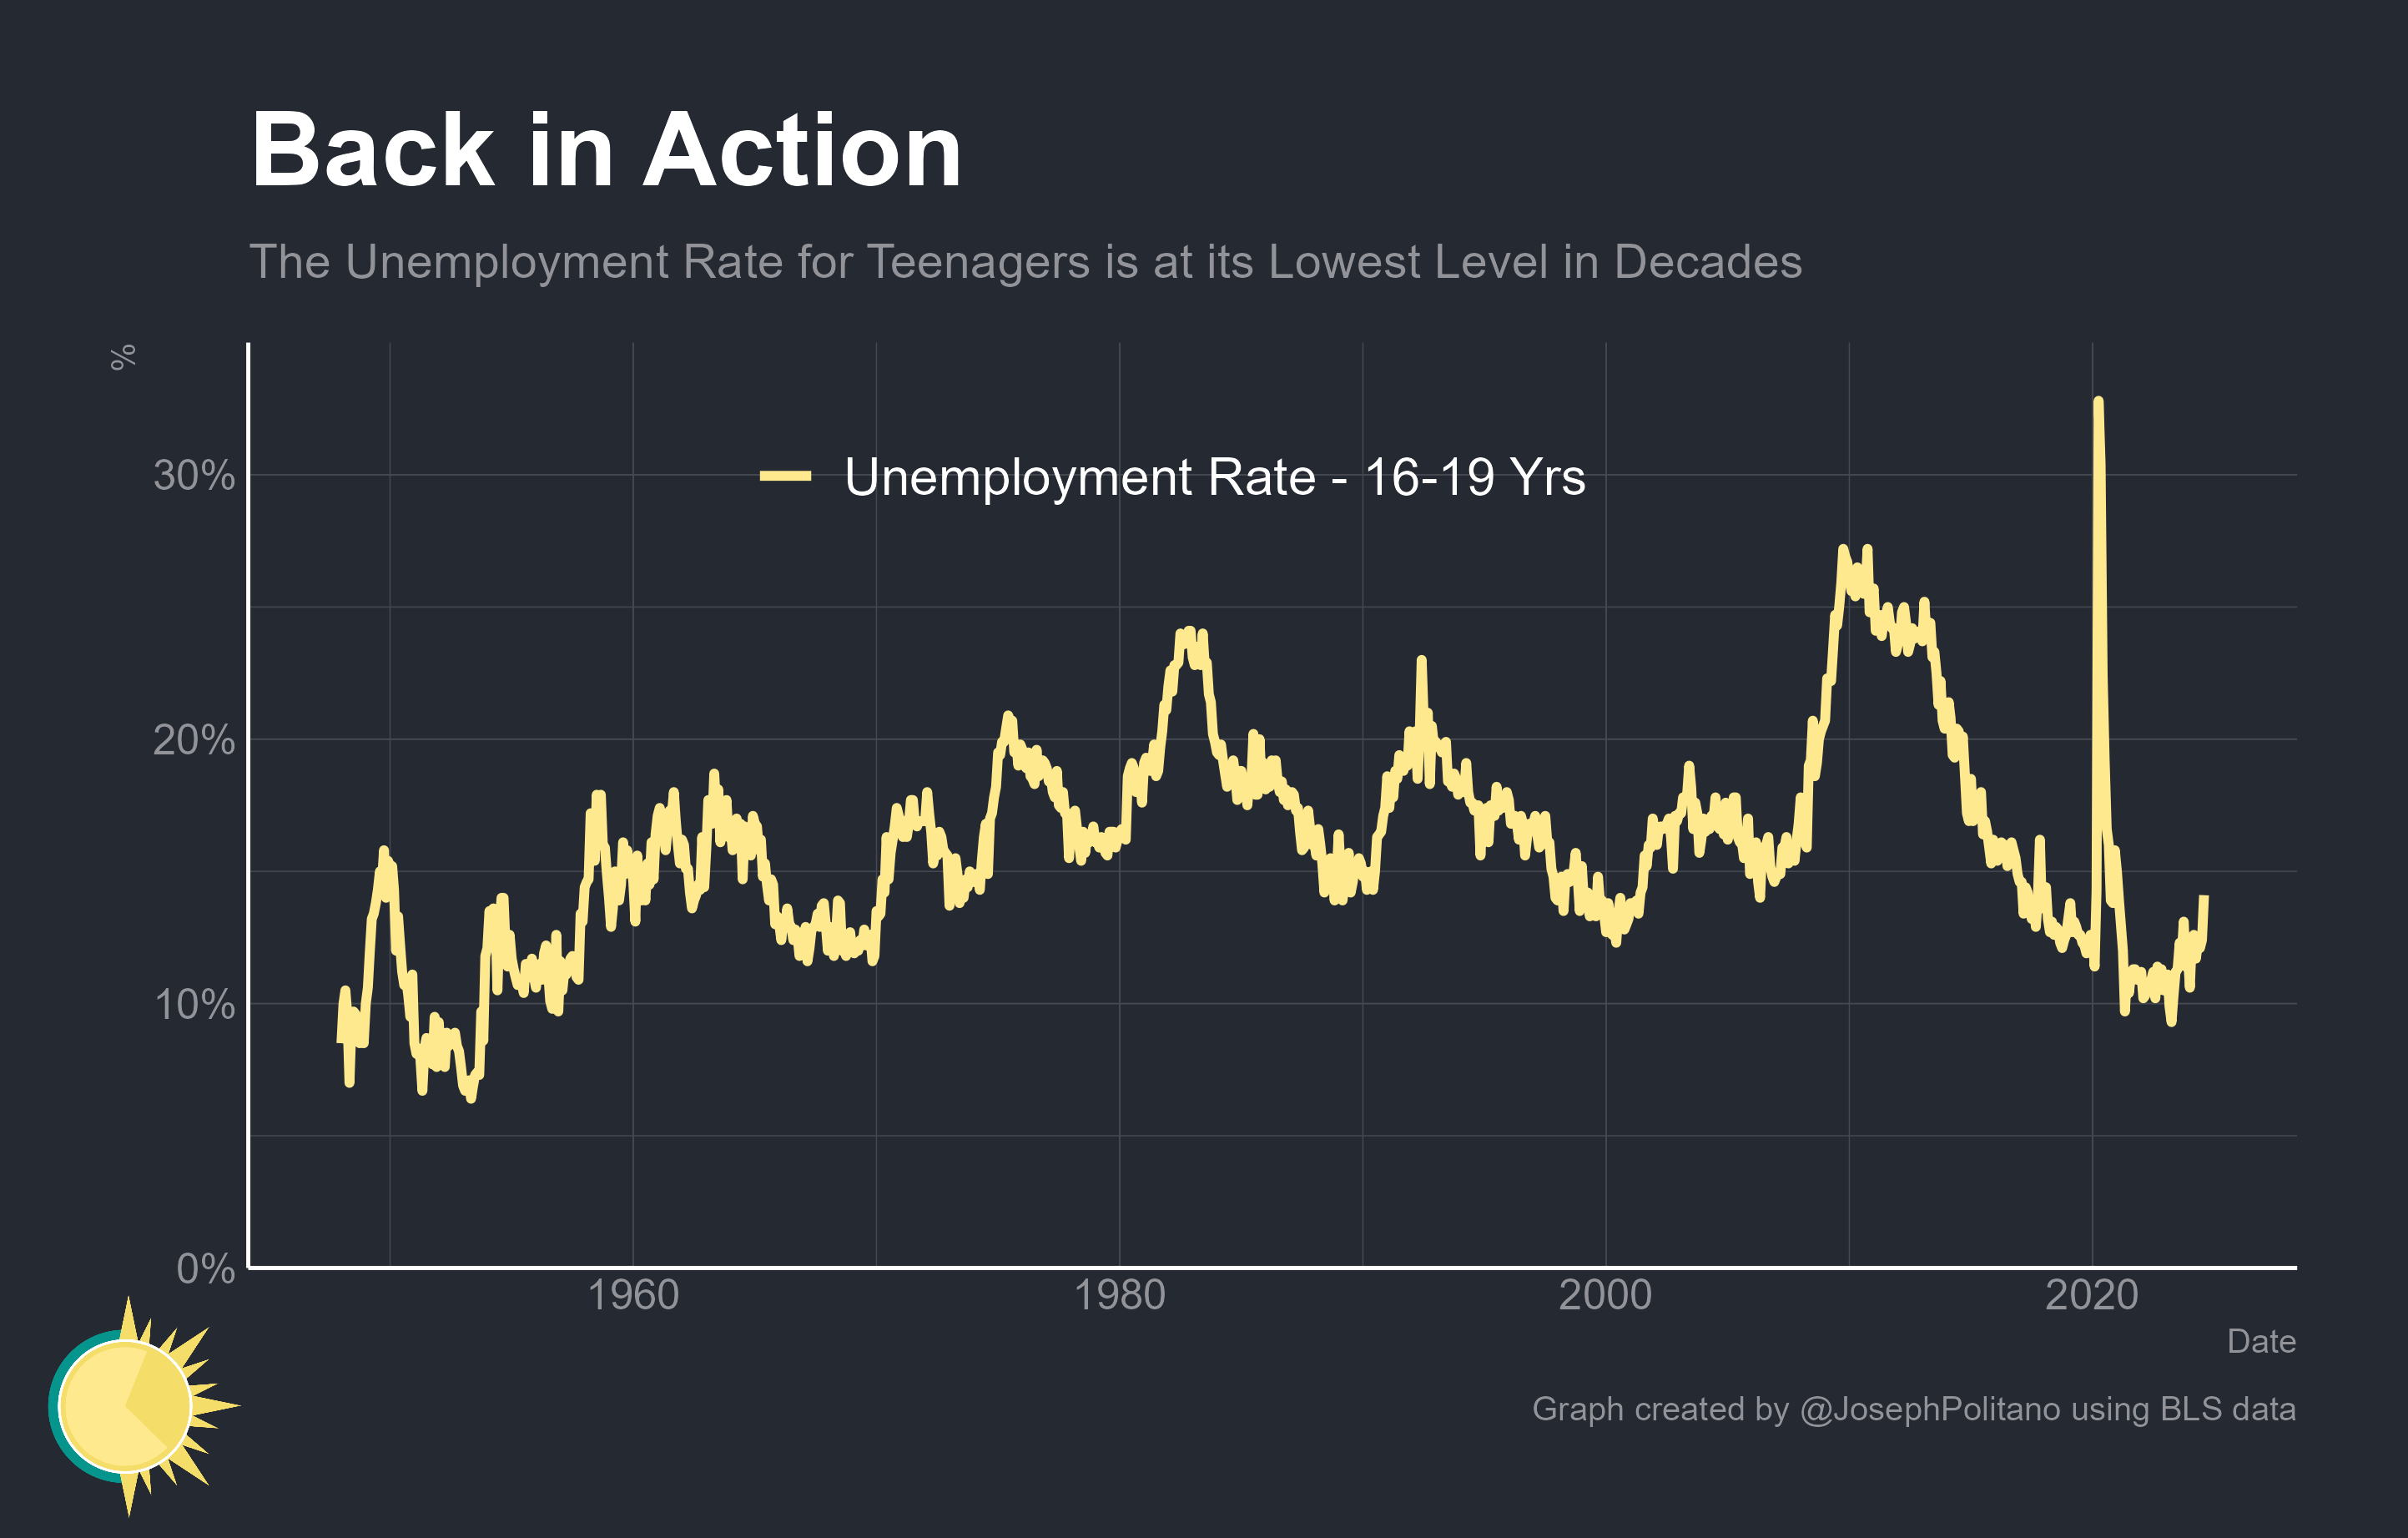 Back in Action
The Unemployment Rate for Teenagers is at its Lowest Level in Decades
%
Unemployment Rate - 16-19 Yrs
30%
20%
10%
0%
1960 1980 2000 2020
Date
Graph created by @JosephPolitano using BLS data